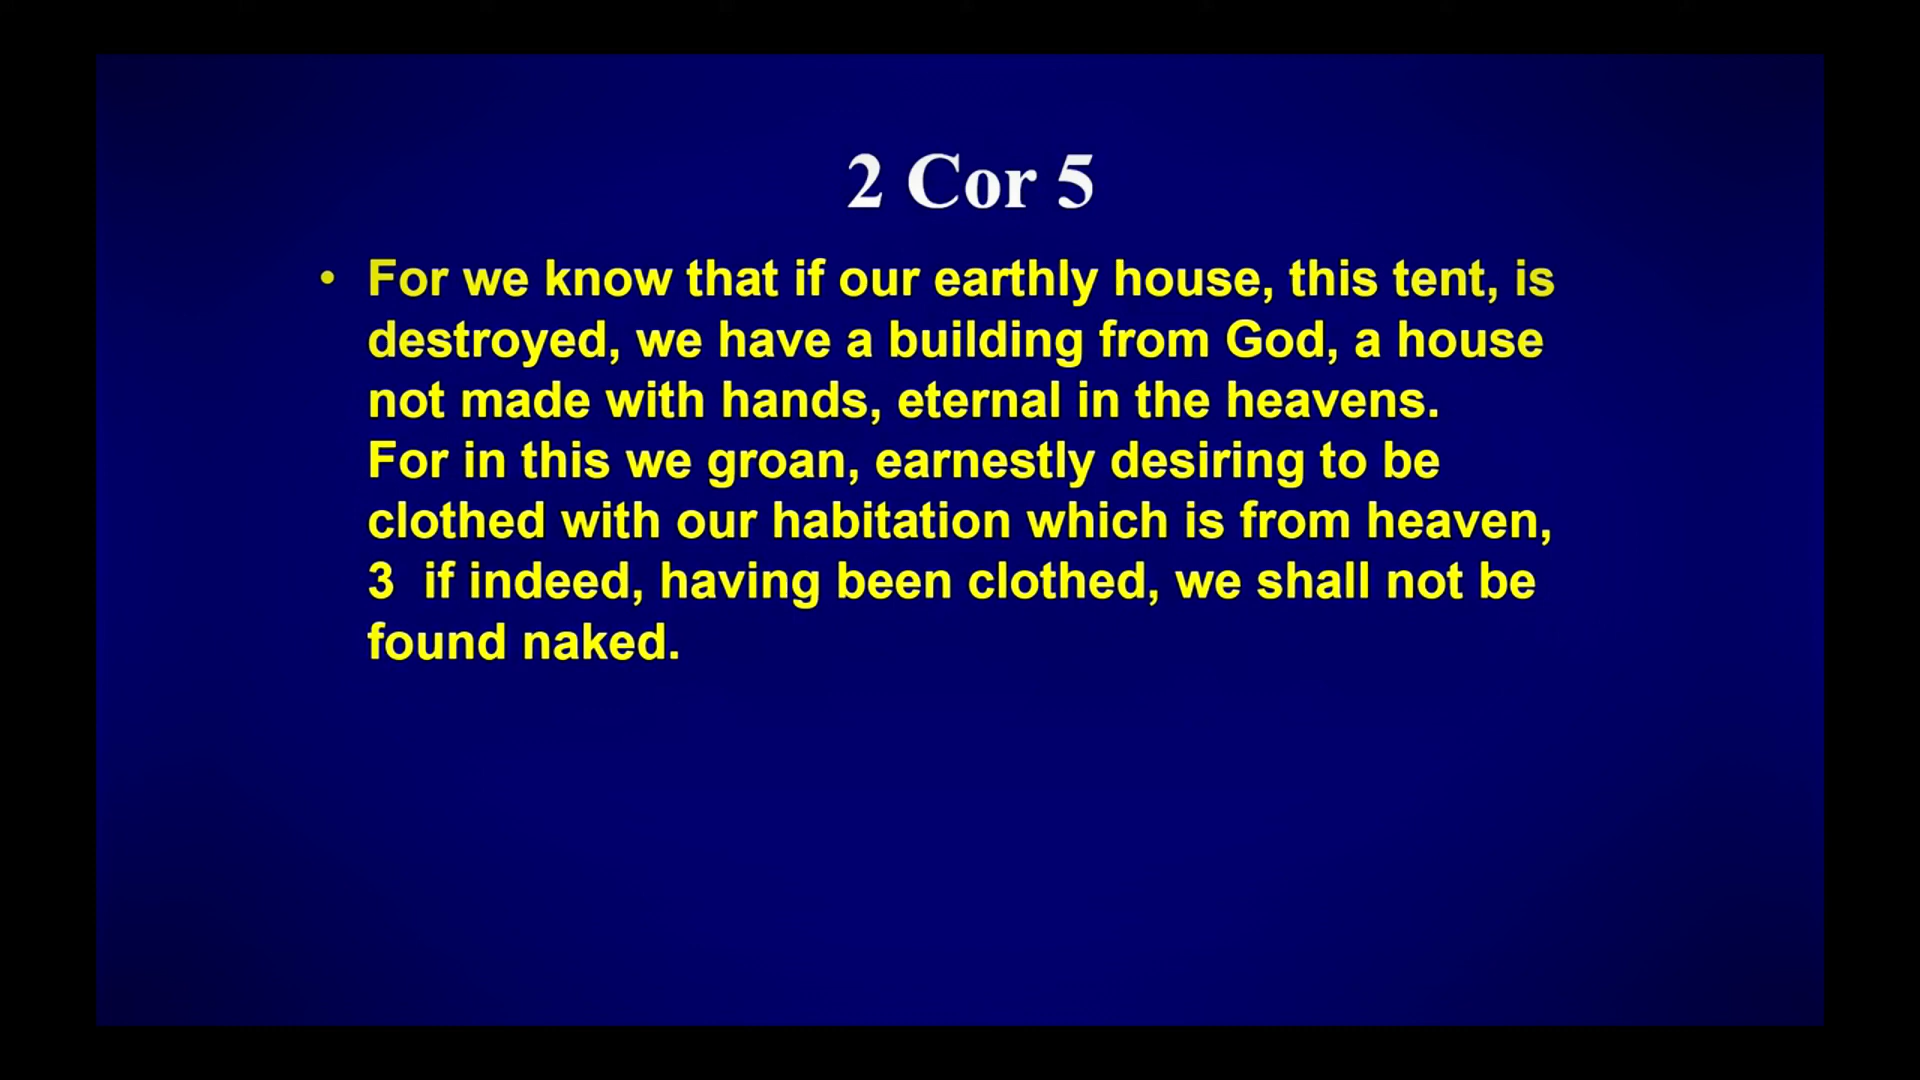 2 Cor 5
• For we know that if our earthly house, this tent, is
destroyed, we have a building from God, a house
not made with hands, eternal in the heavens.
For in this we groan, earnestly desiring to be
clothed with our habitation which is from heaven,
3  if indeed, having been clothed, we shall not be
found naked.